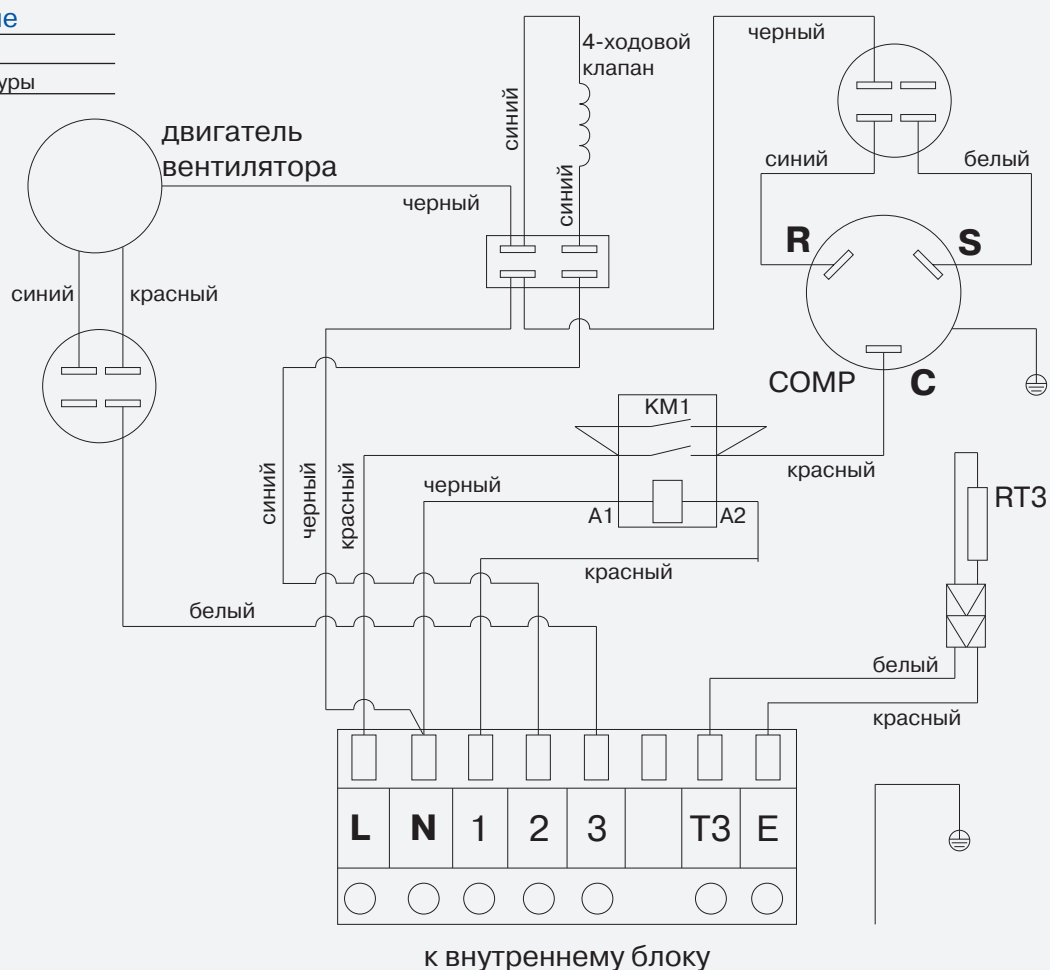 4-ходовой
клапан
черный
двигатель
вентилятора
синий
синий
черный
синий
белый
R
S
синий
красный
COMP
C
KM1
синий
черный
красный
черный
красный
A1
A2
RT3
красный
белый
белый
красный
L N 1 2 3 T3 E
к внутреннему блоку